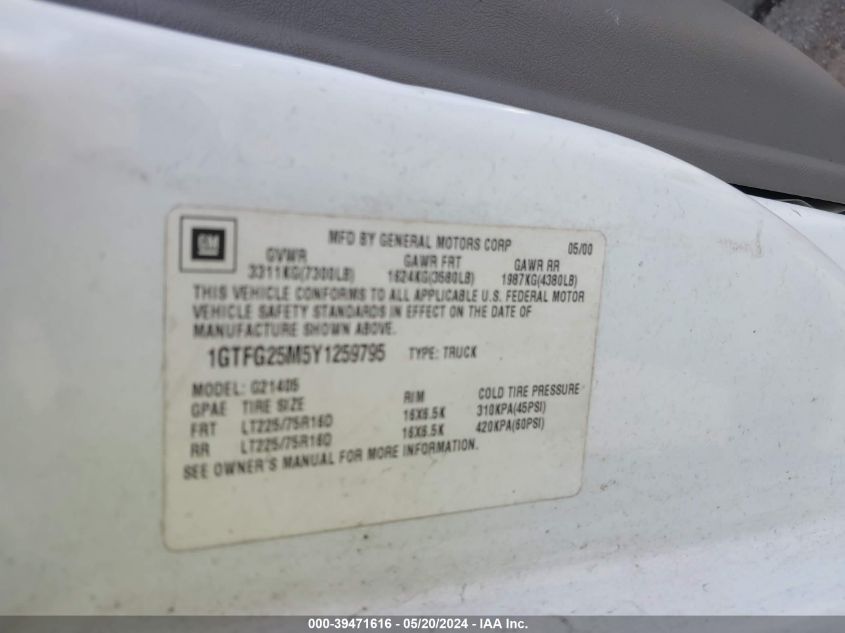 GM
MFD BY GENERAL MOTORS CORP 05/00
GVWR GAWR FRT GAWR RR
3311KG(7300LB) 1624KG(3580LB) 1987KG(4380LB)
THIS VEHICLE CONFORMS TO ALL APPLICABLE U.S. FEDERAL MOTOR
VEHICLE SAFETY STANDARDS IN EFFECT ON THE DATE OF
MANUFACTURE SHOWN ABOVE.
1GTFG25M5Y1259795 TYPE: TRUCK
MODEL: G21405
GPAE TIRE SIZE RIM COLD TIRE PRESSURE
FRT LT225/75R16D 16X6.5K 310KPA(45PSI)
RR LT225/75R16D 16X6.5K 420KPA(60PSI)
SEE OWNER'S MANUAL FOR MORE INFORMATION.
000-39471616 - 05/20/2024 - IAA Inc.